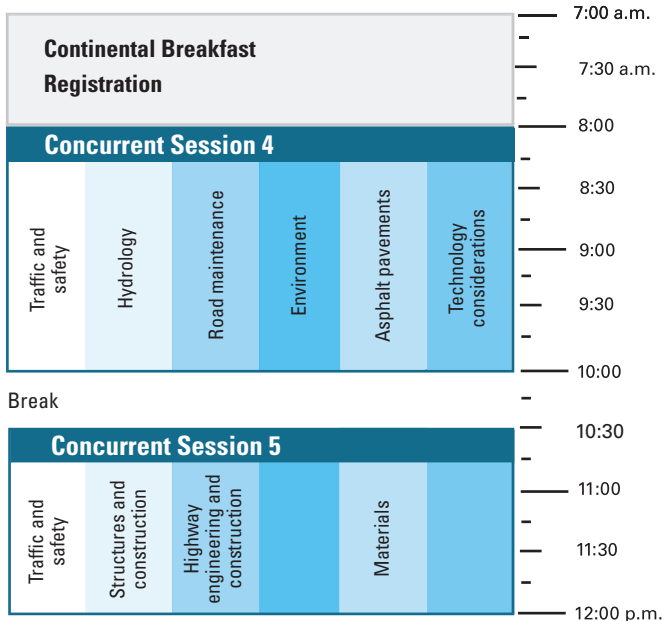 Continental Breakfast
Registration
7:00 a.m.
7:30 a.m.
8:00
Concurrent Session 4
8:30
9:00
9:30
10:00
Traffic and
safety
Hydrology
Road maintenance
Environment
Asphalt pavements
Technology
considerations
Break
10:30
Concurrent Session 5
11:00
11:30
12:00 p.m.
Traffic and
safety
Structures and
construction
Highway
engineering and
construction
Materials